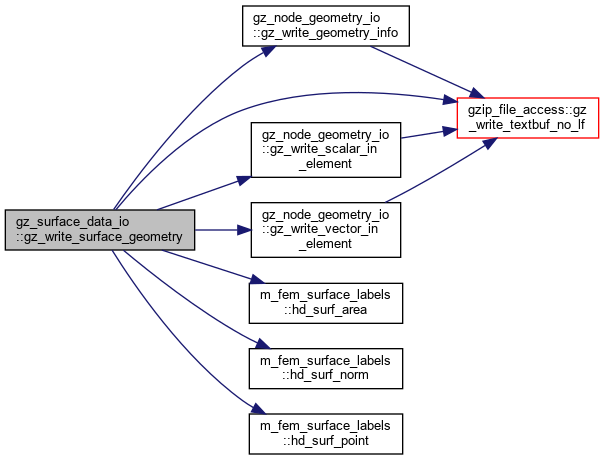 gz_node_geometry_io
::gz_write_geometry_info
gzip_file_access::gz
_write_textbuf_no_lf
gz_node_geometry_io
::gz_write_scalar_in
_element
gz_surface_data_io
::gz_write_surface_geometry
gz_node_geometry_io
::gz_write_vector_in
_element
m_fem_surface_labels
::hd_surf_area
m_fem_surface_labels
::hd_surf_norm
m_fem_surface_labels
::hd_surf_point